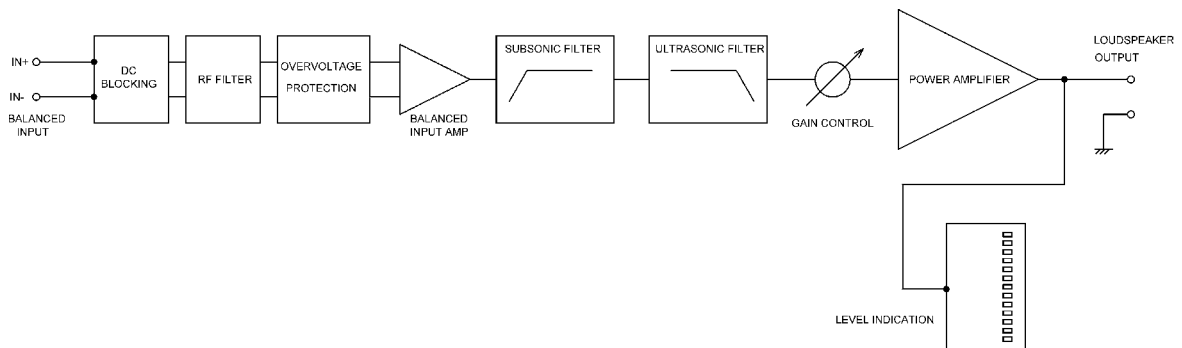 IN+
IN-
BALANCED
INPUT
DC
BLOCKING
RF FILTER
OVERVOLTAGE
PROTECTION
BALANCED
INPUT AMP
SUBSONIC FILTER
ULTRASONIC FILTER
GAIN CONTROL
POWER AMPLIFIER
LOUDSPEAKER
OUTPUT
LEVEL INDICATION